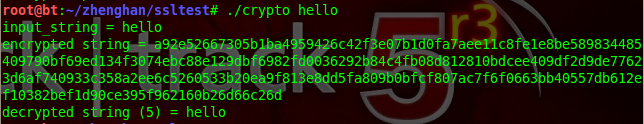 root@bt:~/zhenghan/ssltest# ./crypto hello
input_string = hello
encrypted string = a92e52667305b1ba4959426c42f3e07b1d0fa7aee11c8fe1e8be589834485
409790bf69ed134f3074ebc88e129dbf6982fd0036292b84c4fb08d812810bdcee409df2d9de7762
3d6af740933c358a2ee6c5260533b20ea9f813e8dd5fa809b0bfcf807ac7f6f0663bb40557db612e
f10382bef1d90ce395f962160b26d66c26d
decrypted string (5) = hello